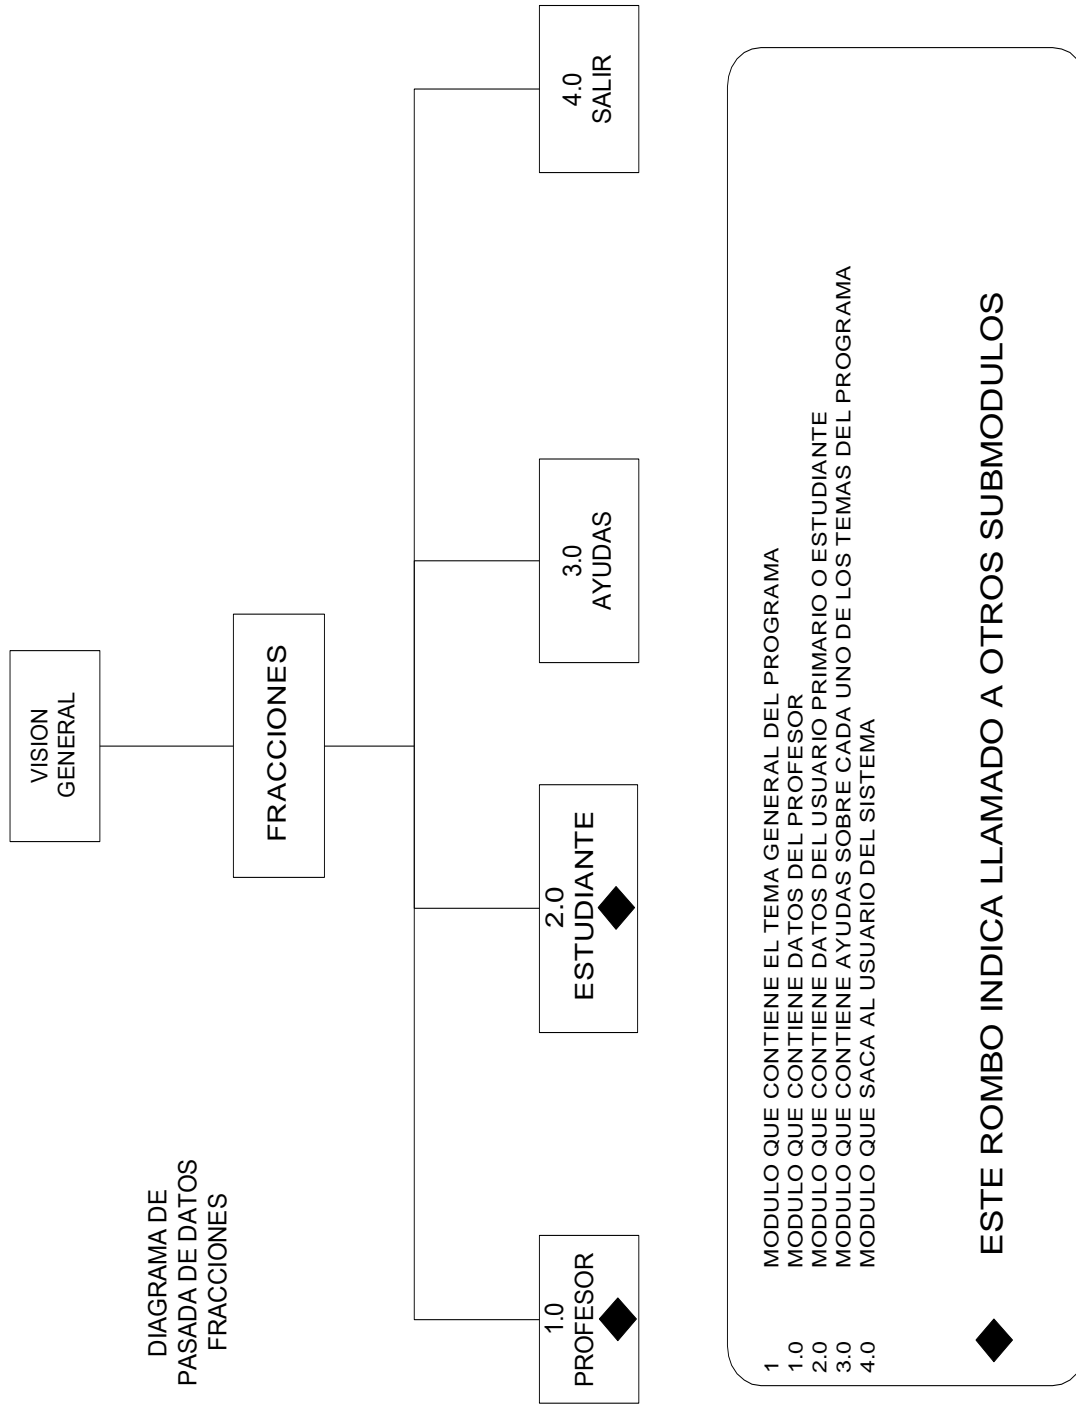 DIAGRAMA DE
PASADA DE DATOS
FRACCIONES
VISION
GENERAL
FRACCIONES
1.0
PROFESOR
2.0
ESTUDIANTE
3.0
AYUDAS
4.0
SALIR
1 MODULO QUE CONTIENE EL TEMA GENERAL DEL PROGRAMA
1.0 MODULO QUE CONTIENE DATOS DEL PROFESOR
2.0 MODULO QUE CONTIENE DATOS DEL USUARIO PRIMARIO O ESTUDIANTE
3.0 MODULO QUE CONTIENE AYUDAS SOBRE CADA UNO DE LOS TEMAS DEL PROGRAMA
4.0 MODULO QUE SACA AL USUARIO DEL SISTEMA
ESTE ROMBO INDICA LLAMADO A OTROS SUBMODULOS